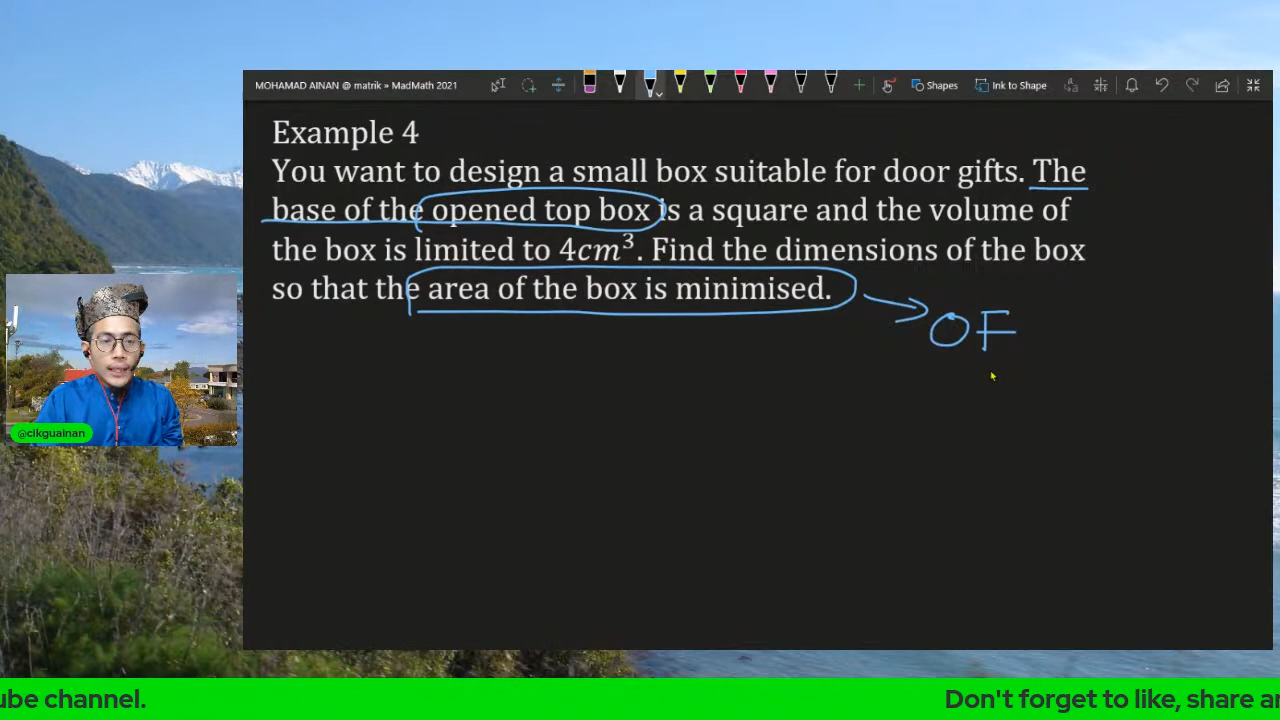 MOHAMAD AINAN @ matrik » MadMath 2021
Shapes
Ink to Shape
Example 4
You want to design a small box suitable for door gifts. The
base of the opened top box is a square and the volume of
the box is limited to 4cm³. Find the dimensions of the box
so that the area of the box is minimised.
OF
@cikguainan
ube channel.
Don't forget to like, share a